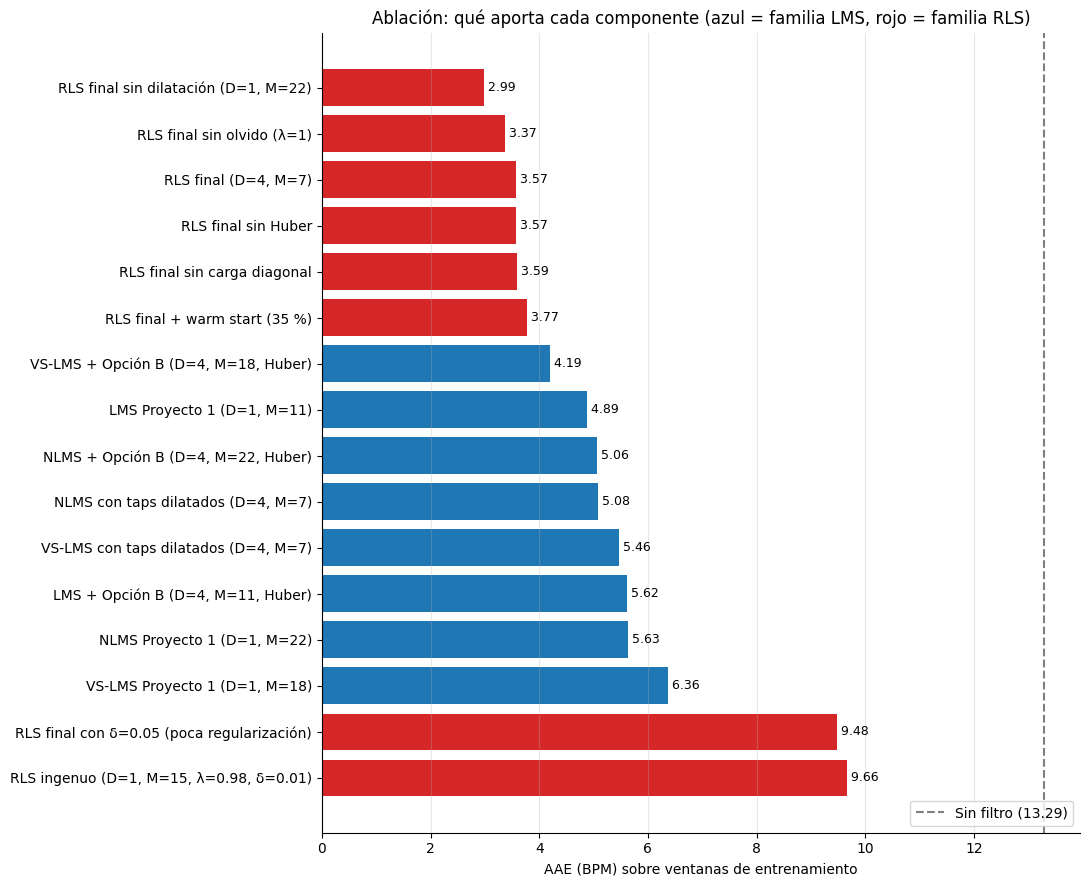 Ablación: qué aporta cada componente (azul = familia LMS, rojo = familia RLS)
RLS final sin dilatación (D=1, M=22) 2.99
RLS final sin olvido (λ=1) 3.37
RLS final (D=4, M=7) 3.57
RLS final sin Huber 3.57
RLS final sin carga diagonal 3.59
RLS final + warm start (35 %) 3.77
VS-LMS + Opción B (D=4, M=18, Huber) 4.19
LMS Proyecto 1 (D=1, M=11) 4.89
NLMS + Opción B (D=4, M=22, Huber) 5.06
NLMS con taps dilatados (D=4, M=7) 5.08
VS-LMS con taps dilatados (D=4, M=7) 5.46
LMS + Opción B (D=4, M=11, Huber) 5.62
NLMS Proyecto 1 (D=1, M=22) 5.63
VS-LMS Proyecto 1 (D=1, M=18) 6.36
RLS final con δ=0.05 (poca regularización) 9.48
RLS ingenuo (D=1, M=15, λ=0.98, δ=0.01) 9.66
Sin filtro (13.29)
0 2 4 6 8 10 12
AAE (BPM) sobre ventanas de entrenamiento